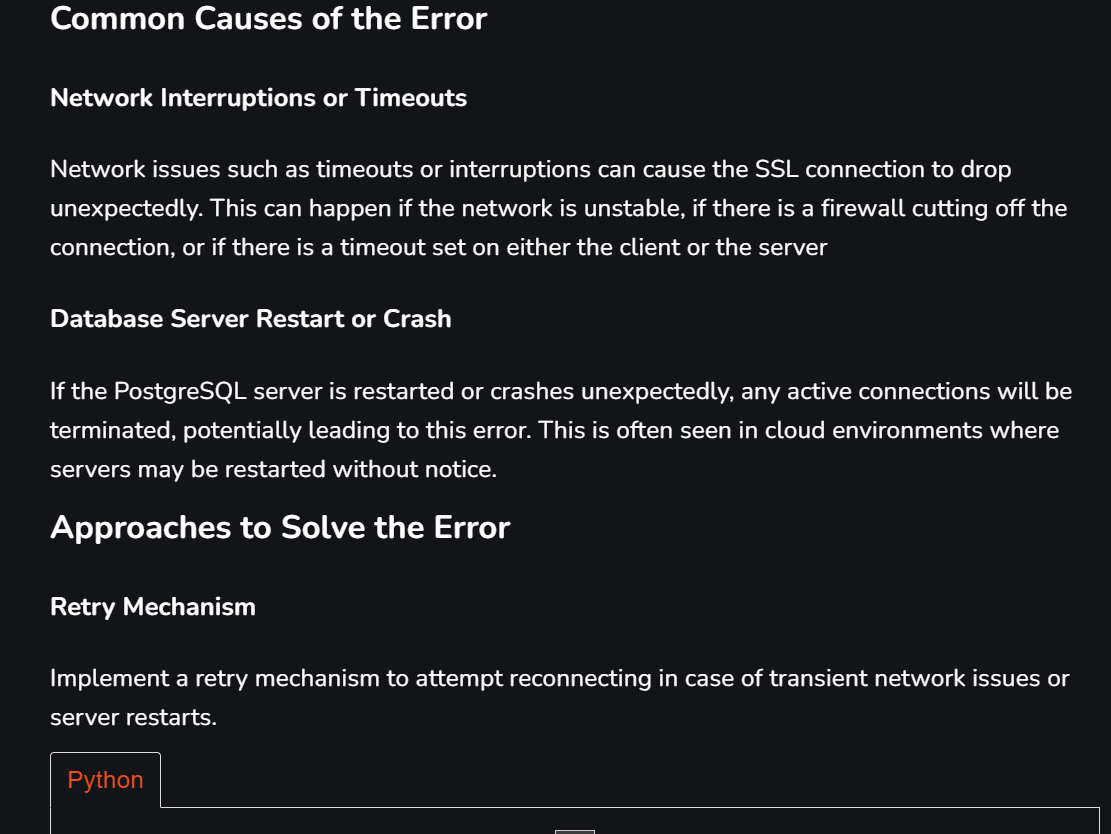 Common Causes of the Error
Network Interruptions or Timeouts
Network issues such as timeouts or interruptions can cause the SSL connection to drop
unexpectedly. This can happen if the network is unstable, if there is a firewall cutting off the
connection, or if there is a timeout set on either the client or the server
Database Server Restart or Crash
If the PostgreSQL server is restarted or crashes unexpectedly, any active connections will be
terminated, potentially leading to this error. This is often seen in cloud environments where
servers may be restarted without notice.
Approaches to Solve the Error
Retry Mechanism
Implement a retry mechanism to attempt reconnecting in case of transient network issues or
server restarts.
Python